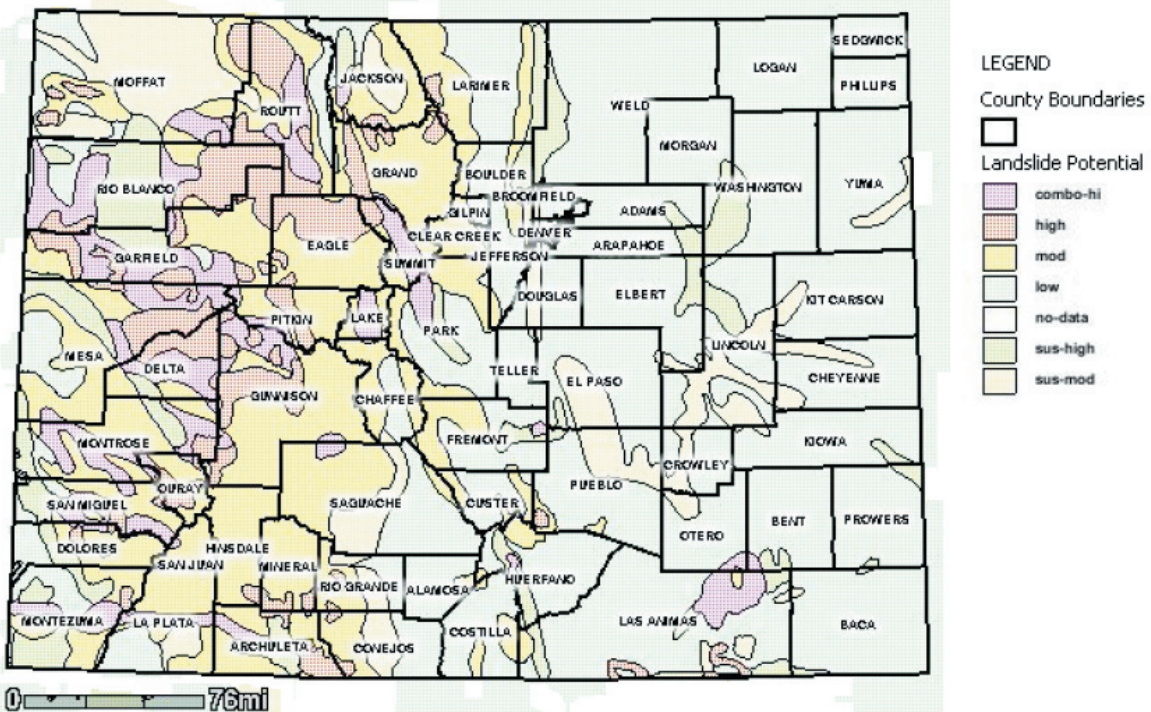 SEDGWICK
LOGAN
PHILLIPS
MOFFAT
JACKSON
LARIMER
WELD
ROUTT
MORGAN
GRAND
BOULDER
WASHINGTON
YUMA
RIO BLANCO
BROOMFIELD
GILPIN
ADAMS
CLEAR CREEK
DENVER
EAGLE
ARAPAHOE
GARFIELD
SUMMIT
JEFFERSON
DOUGLAS
ELBERT
KIT CARSON
PITKIN
LAKE
PARK
LINCOLN
MESA
DELTA
TELLER
EL PASO
CHEYENNE
GUNNISON
CHAFFEE
MONTROSE
FREMONT
KIOWA
CROWLEY
OURAY
PUEBLO
SAN MIGUEL
SAGUACHE
CUSTER
OTERO
BENT
PROWERS
DOLORES
HINSDALE
SAN JUAN
MINERAL
RIO GRANDE
ALAMOSA
HUERFANO
MONTEZUMA
LA PLATA
LAS ANIMAS
BACA
ARCHULETA
CONEJOS
COSTILLA
0 76mi
LEGEND
County Boundaries
Landslide Potential
combo-hi
high
mod
low
no-data
sus-high
sus-mod